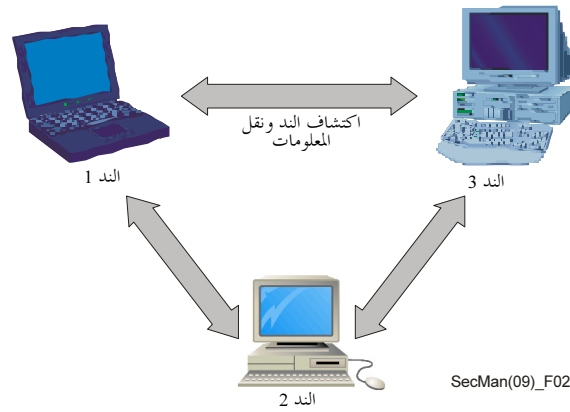 اكتشاف الند ونقل
المعلومات
الند 1
الند 3
الند 2
SecMan(09)_F02